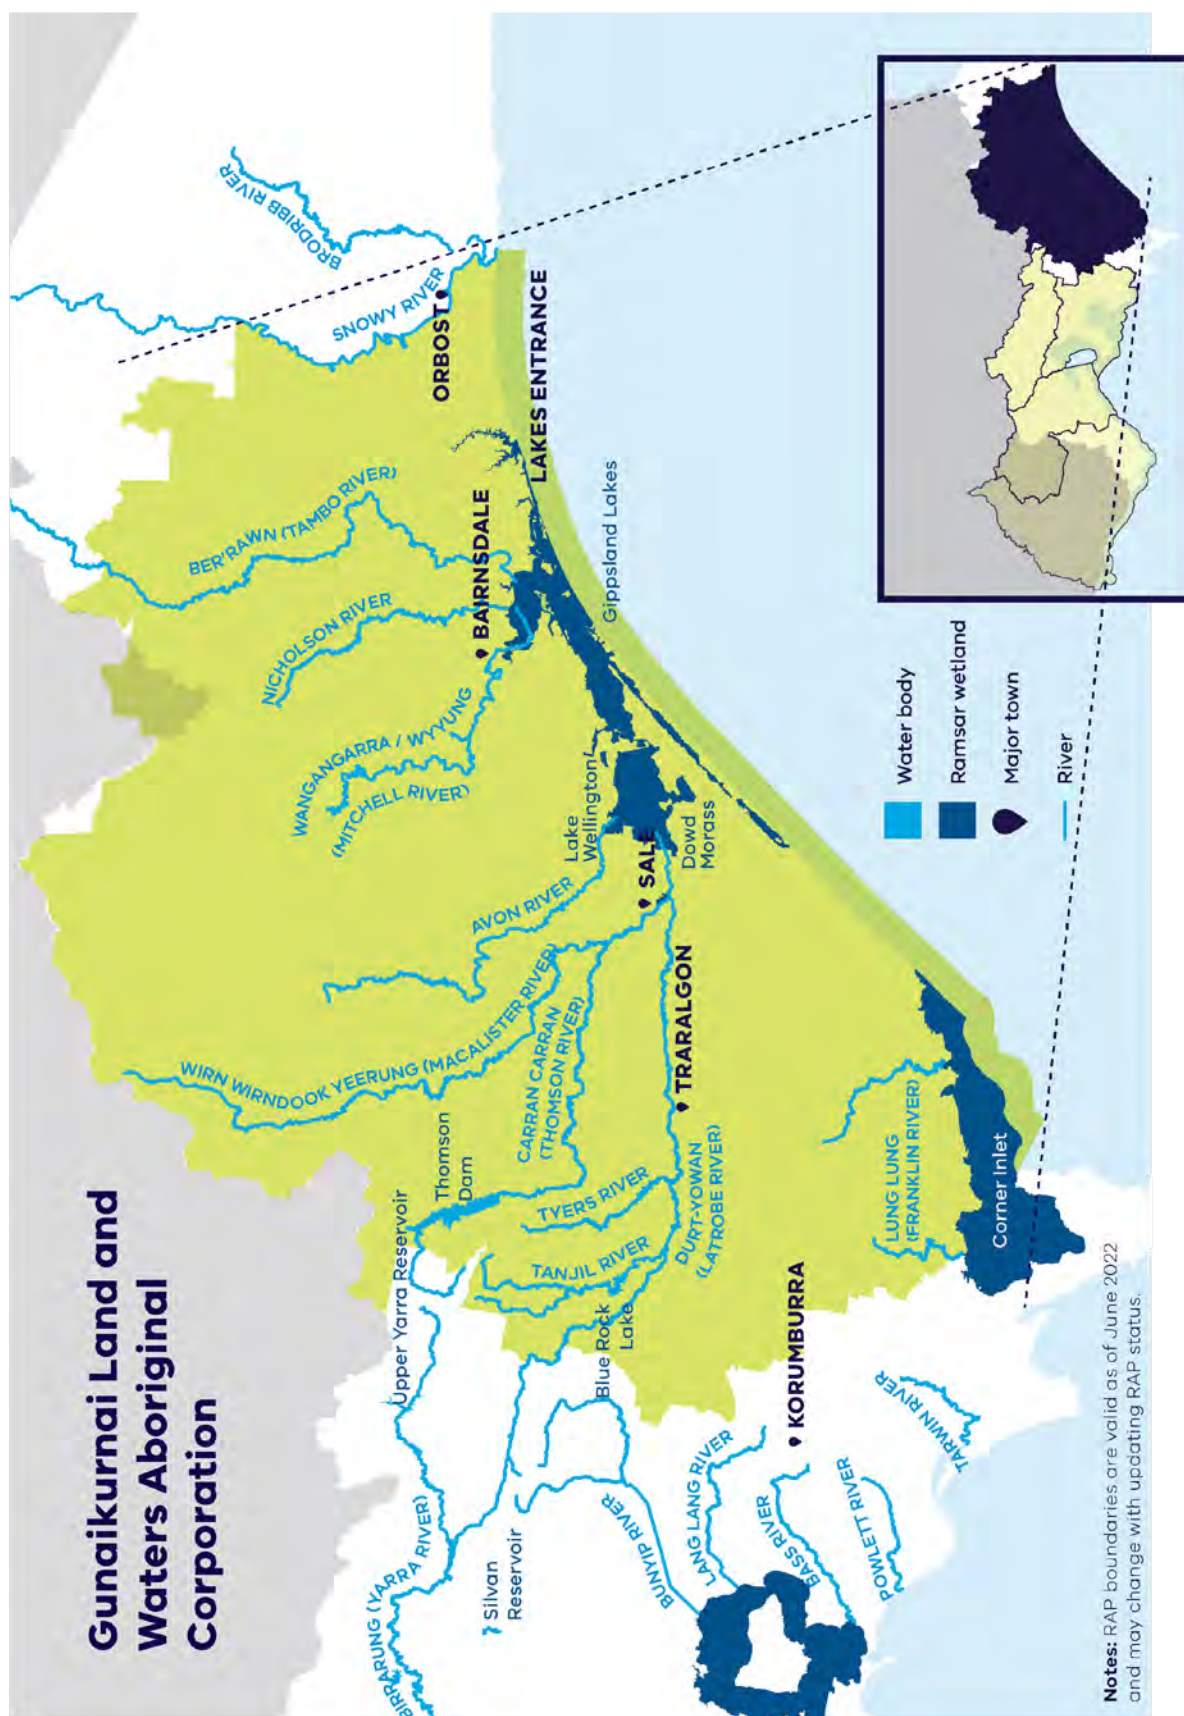 Gunaikurnai Land and
Waters Aboriginal
Corporation
BRODRIBB RIVER
SNOWY RIVER
ORBOST
LAKES ENTRANCE
BER'RAWN (TAMBO RIVER)
NICHOLSON RIVER
BAIRNSDALE
Gippsland Lakes
WANGANGARRA / WYYUNG
(MITCHELL RIVER)
Lake
Wellington
AVON RIVER
SALE
Dowd
Morass
WIRN WIRNDOOK YEERUNG (MACALISTER RIVER)
CARRAN CARRAN
(THOMSON RIVER)
TRARALGON
Thomson
Dam
Upper Yarra Reservoir
TYERS RIVER
TANJIL RIVER
DURT-YOWAN
(LATROBE RIVER)
Blue Rock
Lake
LUNG LUNG
(FRANKLIN RIVER)
Corner Inlet
KORUMBURRA
TARWIN RIVER
BIRRARUNG (YARRA RIVER)
Silvan
Reservoir
BUNYIP RIVER
LANG LANG RIVER
BASS RIVER
POWLETT RIVER
Water body
Ramsar wetland
Major town
River
Notes: RAP boundaries are valid as of June 2022
and may change with updating RAP status.